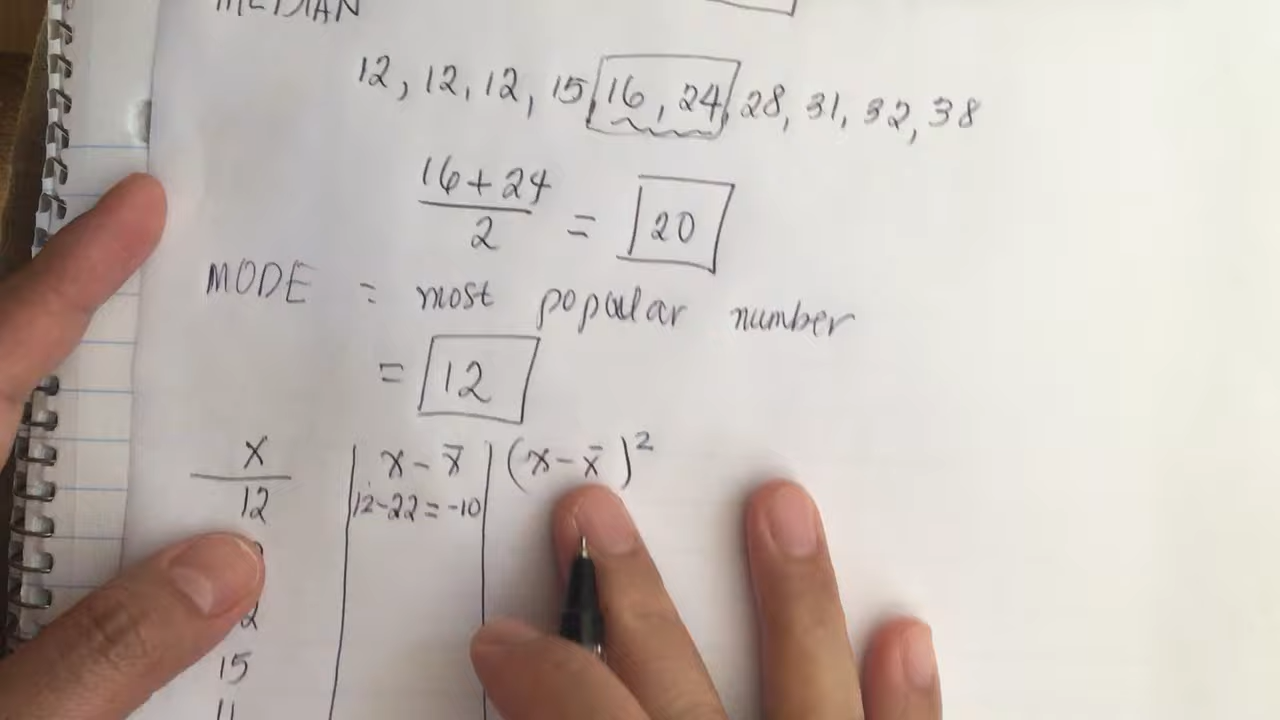 MEDIAN
12, 12, 12, 15, 16, 24, 28, 31, 32, 38
16+24
2
= 20
MODE = most popular number
= 12
x | x - x̄ | (x - x̄)²
12 | 12-22 = -10
15